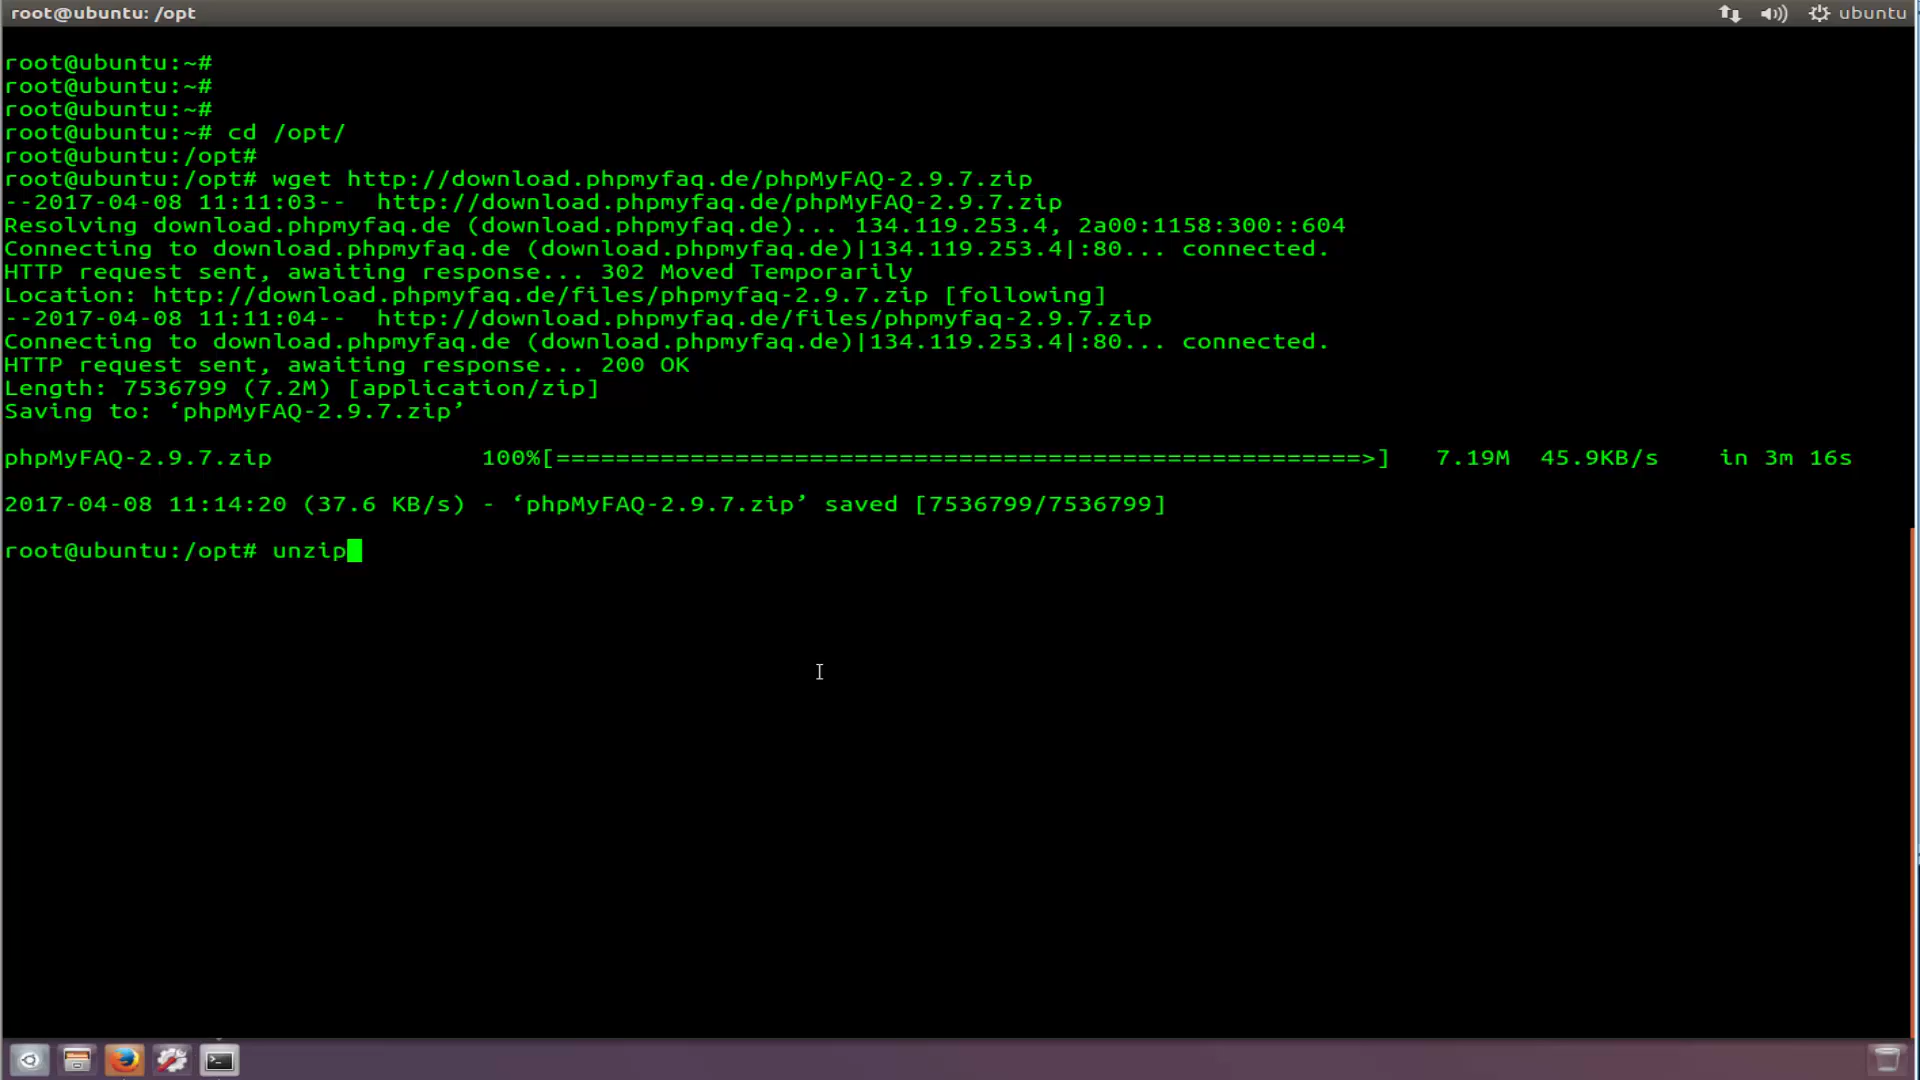 root@ubuntu: /opt
ubuntu
root@ubuntu:~#
root@ubuntu:~#
root@ubuntu:~#
root@ubuntu:~# cd /opt/
root@ubuntu:/opt#
root@ubuntu:/opt# wget http://download.phpmyfaq.de/phpMyFAQ-2.9.7.zip
--2017-04-08 11:11:03--  http://download.phpmyfaq.de/phpMyFAQ-2.9.7.zip
Resolving download.phpmyfaq.de (download.phpmyfaq.de)... 134.119.253.4, 2a00:1158:300::604
Connecting to download.phpmyfaq.de (download.phpmyfaq.de)|134.119.253.4|:80... connected.
HTTP request sent, awaiting response... 302 Moved Temporarily
Location: http://download.phpmyfaq.de/files/phpmyfaq-2.9.7.zip [following]
--2017-04-08 11:11:04--  http://download.phpmyfaq.de/files/phpmyfaq-2.9.7.zip
Connecting to download.phpmyfaq.de (download.phpmyfaq.de)|134.119.253.4|:80... connected.
HTTP request sent, awaiting response... 200 OK
Length: 7536799 (7.2M) [application/zip]
Saving to: ‘phpMyFAQ-2.9.7.zip’
phpMyFAQ-2.9.7.zip 100%[======================================================>] 7.19M 45.9KB/s in 3m 16s
2017-04-08 11:14:20 (37.6 KB/s) - ‘phpMyFAQ-2.9.7.zip’ saved [7536799/7536799]
root@ubuntu:/opt# unzip